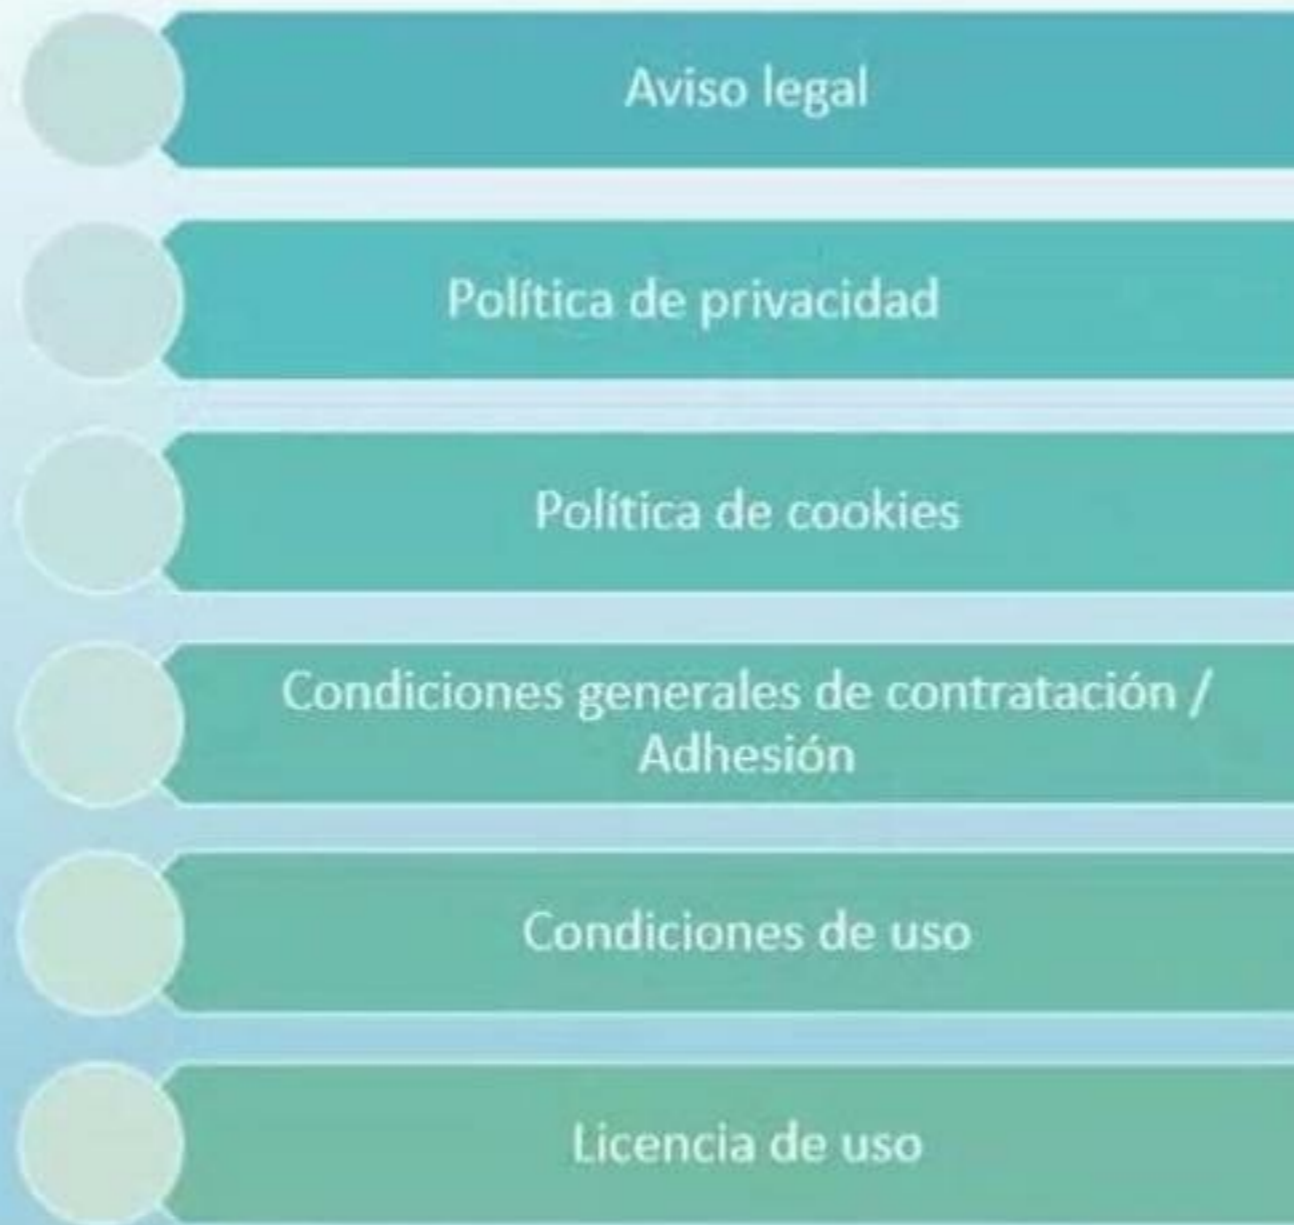 Aviso legal
Política de privacidad
Política de cookies
Condiciones generales de contratación /
Adhesión
Condiciones de uso
Licencia de uso